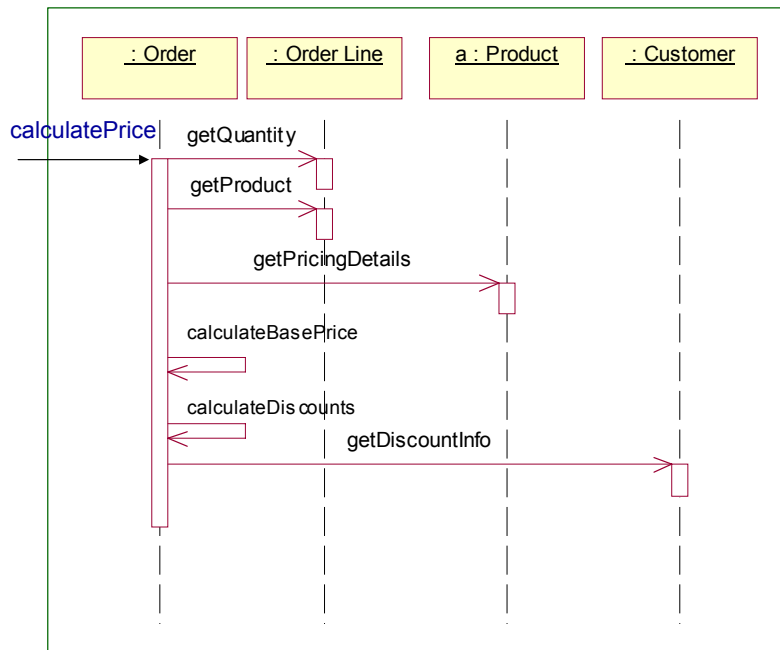 : Order
: Order Line
a : Product
: Customer
calculatePrice
getQuantity
getProduct
getPricingDetails
calculateBasePrice
calculateDiscounts
getDiscountInfo